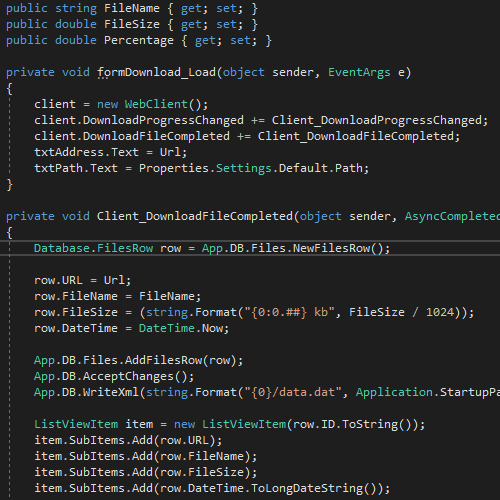 public string FileName { get; set; }
public double FileSize { get; set; }
public double Percentage { get; set; }
private void formDownload_Load(object sender, EventArgs e)
{
client = new WebClient();
client.DownloadProgressChanged += Client_DownloadProgressChanged;
client.DownloadFileCompleted += Client_DownloadFileCompleted;
txtAddress.Text = Url;
txtPath.Text = Properties.Settings.Default.Path;
}
private void Client_DownloadFileCompleted(object sender, AsyncCompleted
{
Database.FilesRow row = App.DB.Files.NewFilesRow();
row.URL = Url;
row.FileName = FileName;
row.FileSize = (string.Format("{0:0.##} kb", FileSize / 1024));
row.DateTime = DateTime.Now;
App.DB.Files.AddFilesRow(row);
App.DB.AcceptChanges();
App.DB.WriteXml(string.Format("{0}/data.dat", Application.StartupPa
ListViewItem item = new ListViewItem(row.ID.ToString());
item.SubItems.Add(row.URL);
item.SubItems.Add(row.FileName);
item.SubItems.Add(row.FileSize);
item.SubItems.Add(row.DateTime.ToLongDateString());